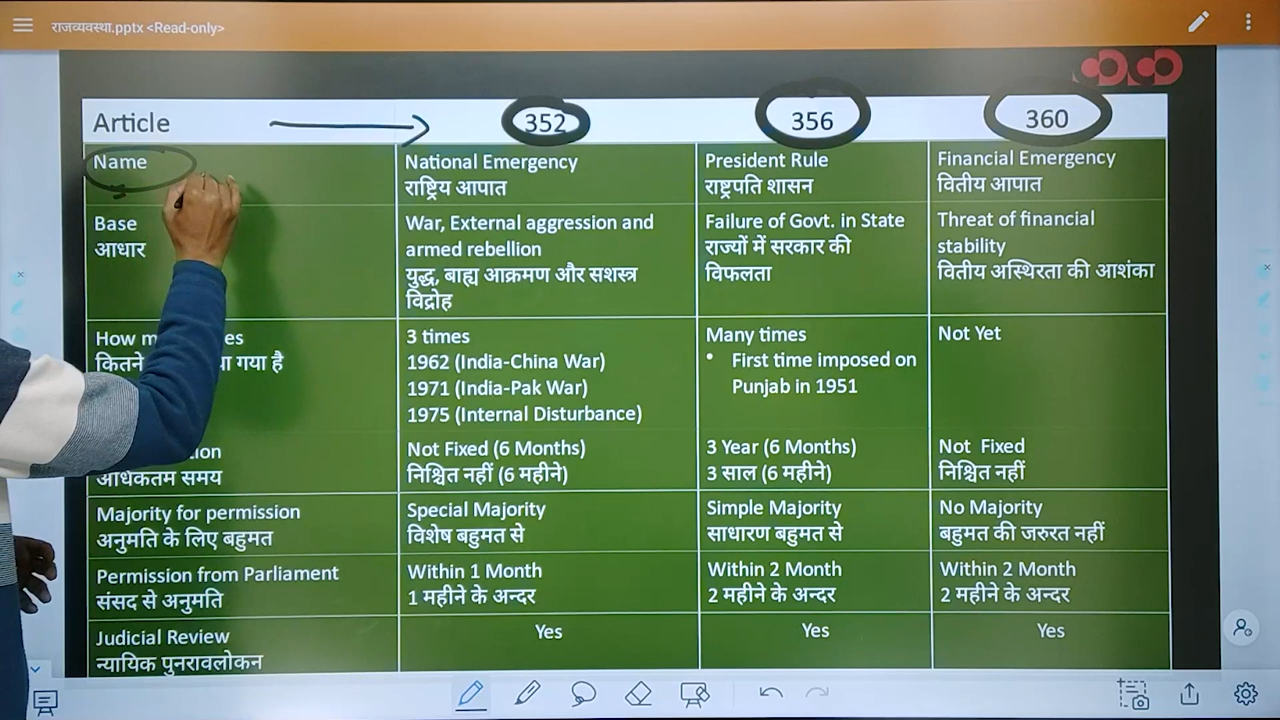 राजव्यवस्था.pptx <Read-only>
Article 352 356 360
Name
National Emergency
राष्ट्रिय आपात
President Rule
राष्ट्रपति शासन
Financial Emergency
वितीय आपात
Base
आधार
War, External aggression and
armed rebellion
युद्ध, बाह्य आक्रमण और सशस्त्र
विद्रोह
Failure of Govt. in State
राज्यों में सरकार की
विफलता
Threat of financial
stability
वितीय अस्थिरता की आशंका
How
कितने गया है
3 times
1962 (India-China War)
1971 (India-Pak War)
1975 (Internal Disturbance)
Many times
• First time imposed on
Punjab in 1951
Not Yet
अधिकतम समय
Not Fixed (6 Months)
निश्चित नहीं (6 महीने)
3 Year (6 Months)
3 साल (6 महीने)
Not Fixed
निश्चित नहीं
Majority for permission
अनुमति के लिए बहुमत
Special Majority
विशेष बहुमत से
Simple Majority
साधारण बहुमत से
No Majority
बहुमत की जरुरत नहीं
Permission from Parliament
संसद से अनुमति
Within 1 Month
1 महीने के अन्दर
Within 2 Month
2 महीने के अन्दर
Within 2 Month
2 महीने के अन्दर
Judicial Review
न्यायिक पुनरावलोकन
Yes
Yes
Yes